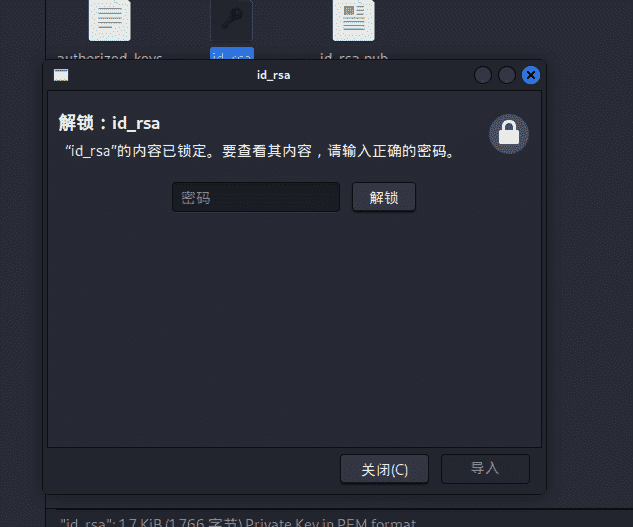 authorized_keys id_rsa id_rsa.pub
id_rsa
解锁：id_rsa
“id_rsa”的内容已锁定。要查看其内容，请输入正确的密码。
密码 解锁
关闭(C) 导入
"id_rsa": 1.7 KiB (1,766 字节) Private Key in PEM format